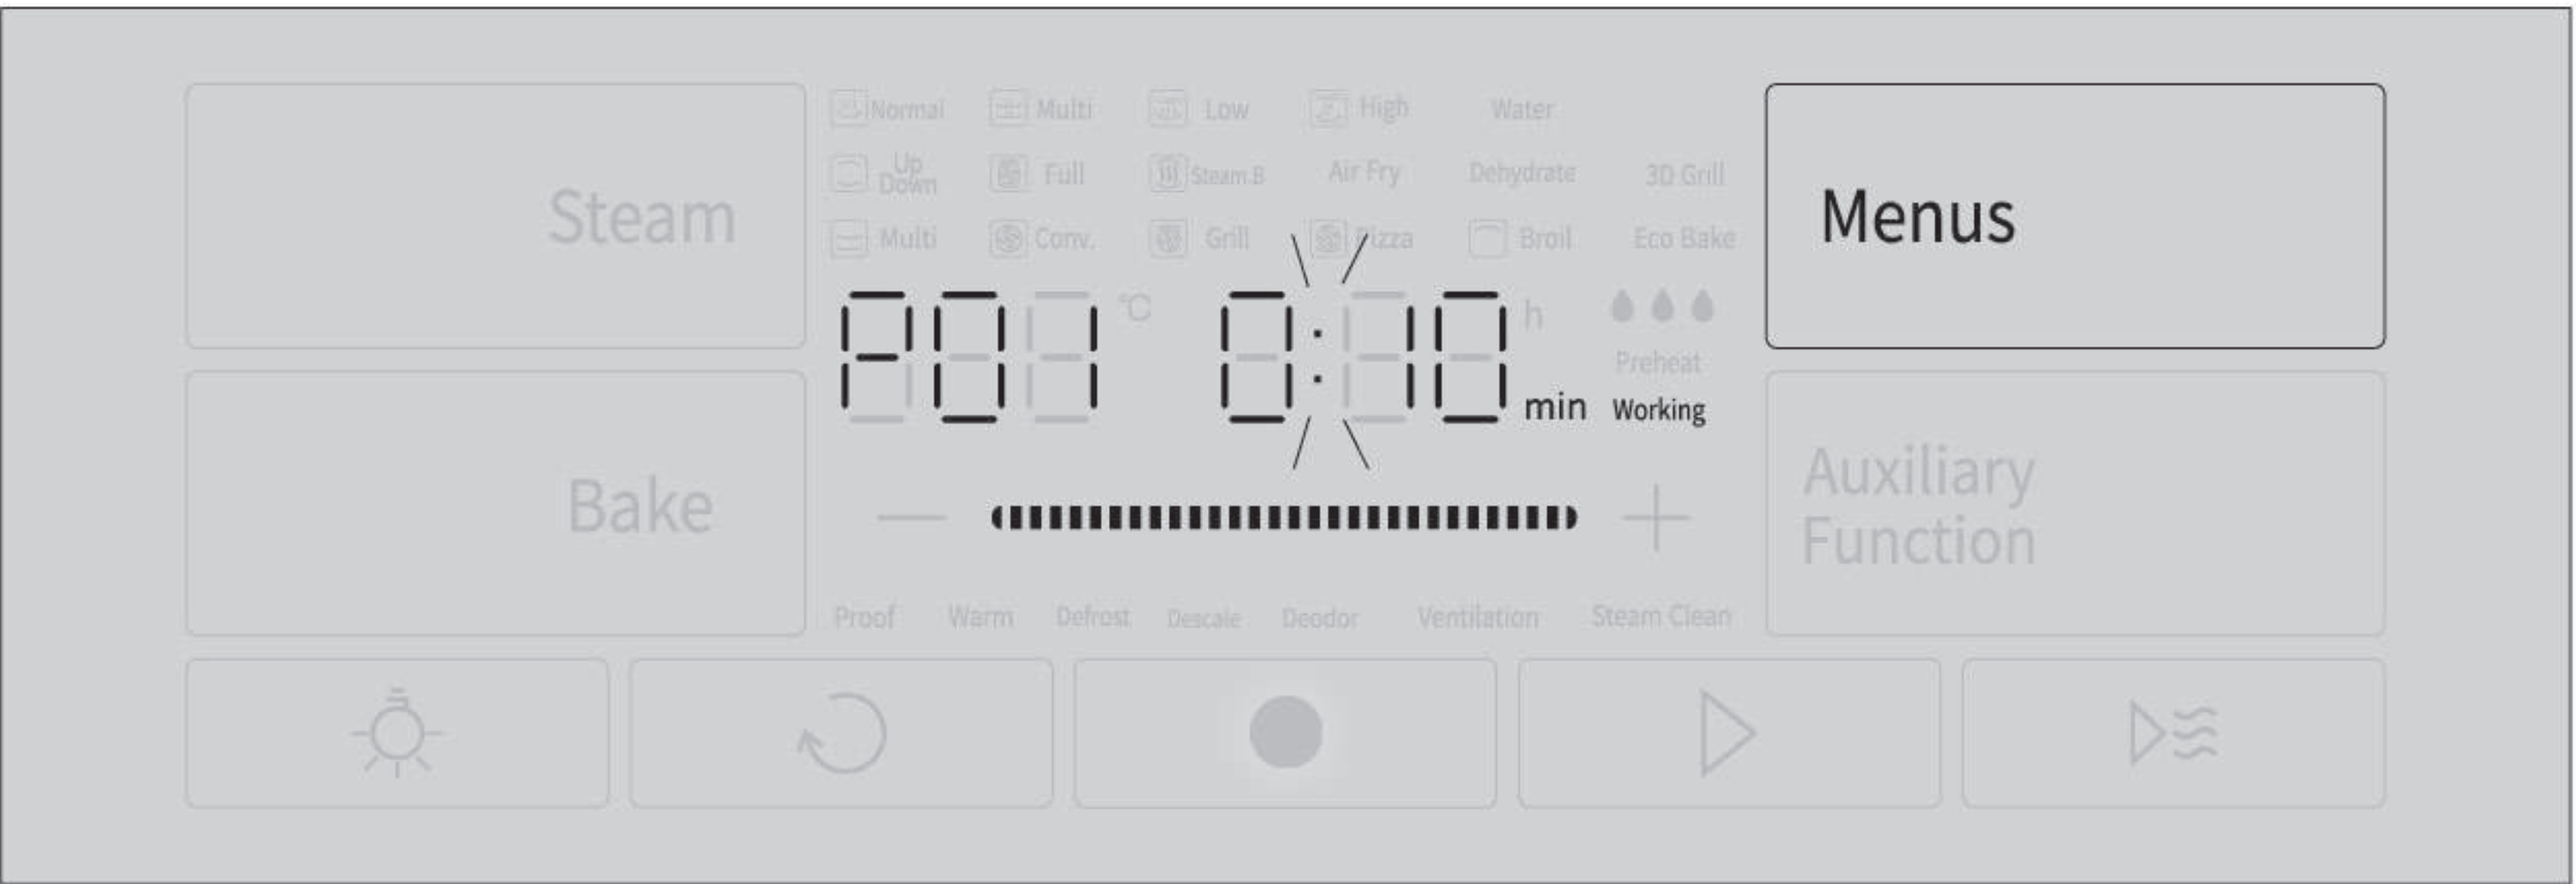 Normal Multi Low High Water
Up Down Full Steam.B Air Fry Dehydrate 3D Grill
Multi Conv. Grill Pizza Broil Eco Bake
Steam
Menus
P01 °C 0:10 h min
Preheat
Working
Bake
Auxiliary
Function
Proof Warm Defrost Descale Deodor Ventilation Steam Clean